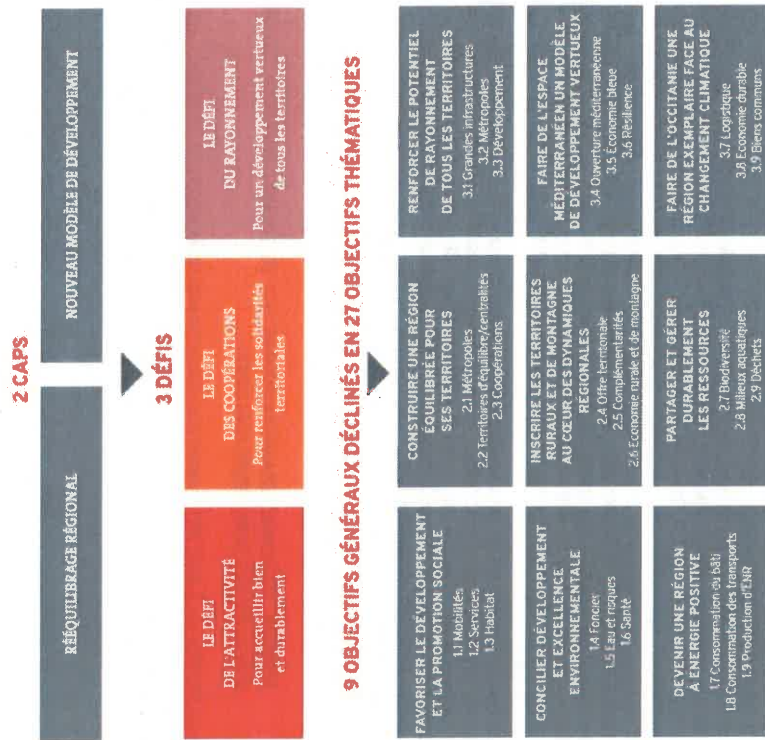 2 CAPS
RÉÉQUILIBRAGE RÉGIONAL
NOUVEAU MODÈLE DE DÉVELOPPEMENT
3 DÉFIS
LE DÉFI
DE L'ATTRACTIVITÉ
Pour accueillir bien
et durablement
LE DÉFI
DES COOPÉRATIONS
Pour renforcer les solidarités
territoriales
LE DÉFI
DU RAYONNEMENT
Pour un développement vertueux
de tous les territoires
9 OBJECTIFS GÉNÉRAUX DÉCLINÉS EN 27 OBJECTIFS THÉMATIQUES
FAVORISER LE DÉVELOPPEMENT
ET LA PROMOTION SOCIALE
1.1 Mobilités
1.2 Services
1.3 Habitat
CONSTRUIRE UNE RÉGION
ÉQUILIBRÉE POUR
SES TERRITOIRES
2.1 Métropoles
2.2 Territoires d'équilibre/centralités
2.3 Coopérations
RENFORCER LE POTENTIEL
DE RAYONNEMENT
DE TOUS LES TERRITOIRES
3.1 Grandes infrastructures
3.2 Métropoles
3.3 Développement
CONCILIER DÉVELOPPEMENT
ET EXCELLENCE
ENVIRONNEMENTALE
1.4 Foncier
1.5 Eau et risques
1.6 Santé
INSCRIRE LES TERRITOIRES
RURAUX ET DE MONTAGNE
AU CŒUR DES DYNAMIQUES
RÉGIONALES
2.4 Offre territoriale
2.5 Complémentarités
2.6 Economie rurale et de montagne
FAIRE DE L'ESPACE
MÉDITERRANÉEN UN MODÈLE
DE DÉVELOPPEMENT VERTUEUX
3.4 Ouverture méditerranéenne
3.5 Economie bleue
3.6 Résilience
DEVENIR UNE RÉGION
À ÉNERGIE POSITIVE
1.7 Consommation du bâti
1.8 Consommation des transports
1.9 Production d'ENR
PARTAGER ET GÉRER
DURABLEMENT
LES RESSOURCES
2.7 Biodiversité
2.8 Milieux aquatiques
2.9 Déchets
FAIRE DE L'OCCITANIE UNE
RÉGION EXEMPLAIRE FACE AU
CHANGEMENT CLIMATIQUE
3.7 Logistique
3.8 Economie durable
3.9 Biens communs